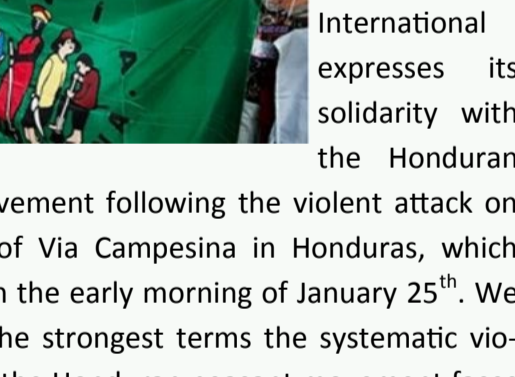 International
expresses its
solidarity with
the Honduran
vement following the violent attack on
of Via Campesina in Honduras, which
the early morning of January 25th. We
he strongest terms the systematic vio-